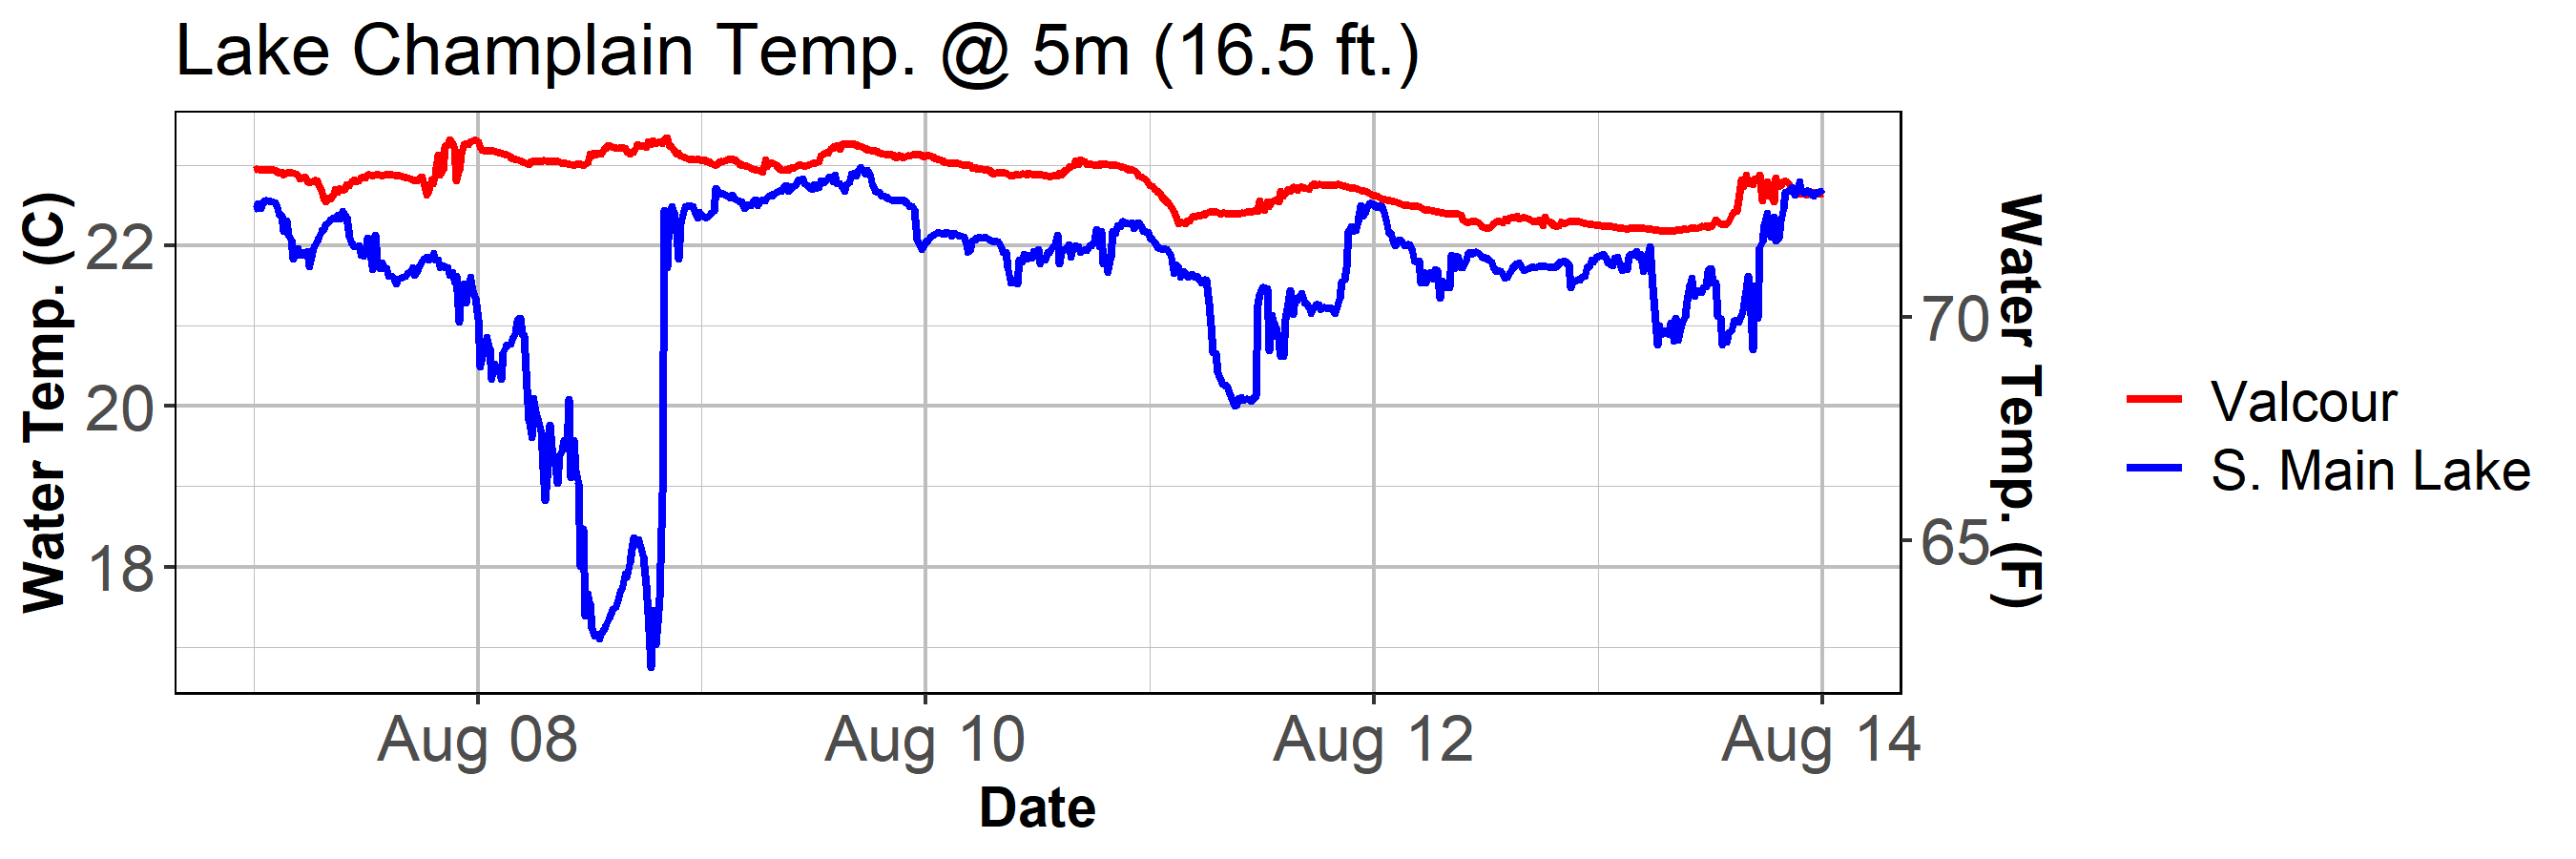 Lake Champlain Temp. @ 5m (16.5 ft.)
Water Temp. (C)
22
20
18
70
65
Water Temp. (F)
Valcour
S. Main Lake
Aug 08
Aug 10
Aug 12
Aug 14
Date